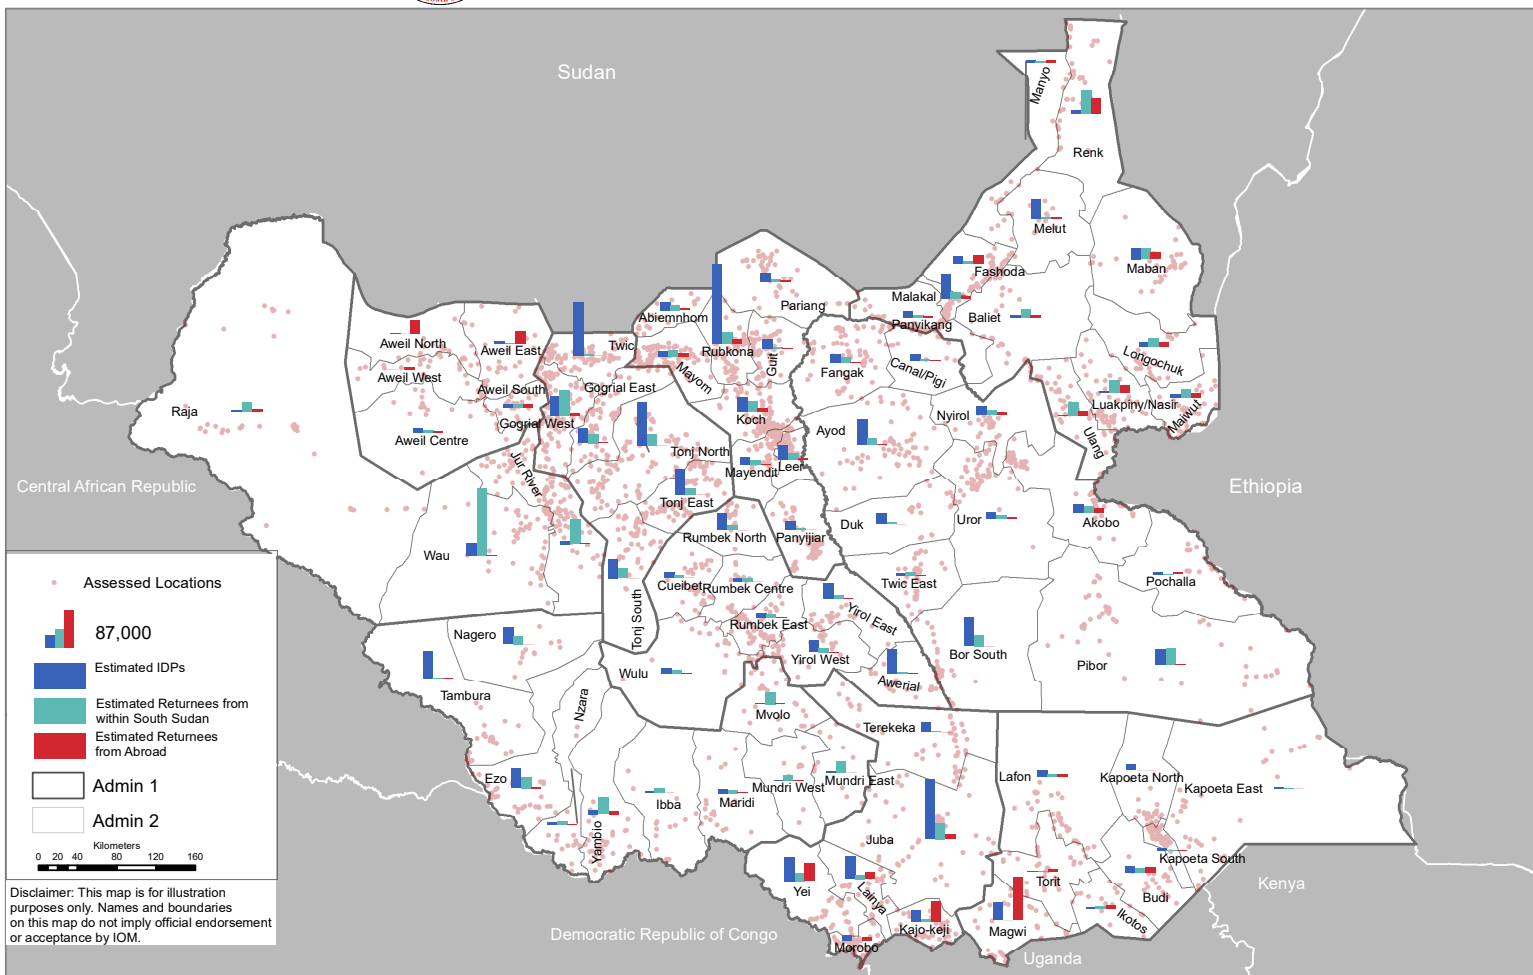 Sudan
Manyo
Renk
Melut
Fashoda
Maban
Malakal
Panyikang
Baliet
Pariang
Abiemnhom
Rubkona
Guit
Mayom
Twic
Aweil North
Aweil East
Aweil West
Aweil South
Gogrial East
Gogrial West
Aweil Centre
Raja
Fangak
Canal/Pigi
Longochuk
Luakpiny/Nasir
Maiwut
Ulang
Nyirol
Koch
Ayod
Tonj North
Mayendit
Leer
Jur River
Central African Republic
Ethiopia
Tonj East
Duk
Uror
Akobo
Rumbek North
Panyijiar
Wau
Cueibet
Rumbek Centre
Twic East
Pochalla
Tonj South
Yirol East
Rumbek East
Nagero
Yirol West
Bor South
Pibor
Wulu
Awerial
Tambura
Nzara
Mvolo
Terekeka
Ezo
Mundri West
Mundri East
Lafon
Kapoeta North
Kapoeta East
Ibba
Maridi
Yambio
Juba
Kapoeta South
Yei
Lainya
Torit
Kenya
Budi
Ikotos
Kajo-keji
Magwi
Morobo
Democratic Republic of Congo
Uganda
Assessed Locations
87,000
Estimated IDPs
Estimated Returnees from
within South Sudan
Estimated Returnees
from Abroad
Admin 1
Admin 2
Kilometers
0 20 40 80 120 160
Disclaimer: This map is for illustration
purposes only. Names and boundaries
on this map do not imply official endorsement
or acceptance by IOM.